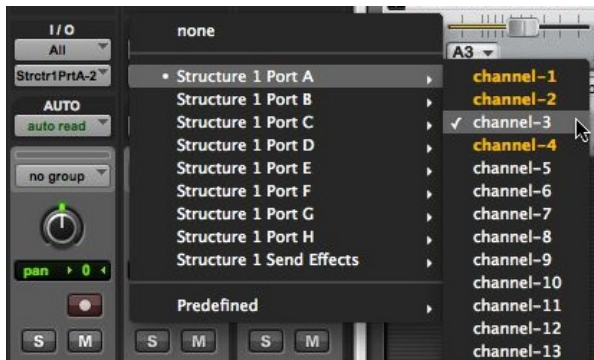 I/O
All
Strctr1PrtA-2
AUTO
auto read
no group
pan
0
S M
S M
S M
none
Structure 1 Port A
Structure 1 Port B
Structure 1 Port C
Structure 1 Port D
Structure 1 Port E
Structure 1 Port F
Structure 1 Port G
Structure 1 Port H
Structure 1 Send Effects
Predefined
A3
channel-1
channel-2
✓ channel-3
channel-4
channel-5
channel-6
channel-7
channel-8
channel-9
channel-10
channel-11
channel-12
channel-13